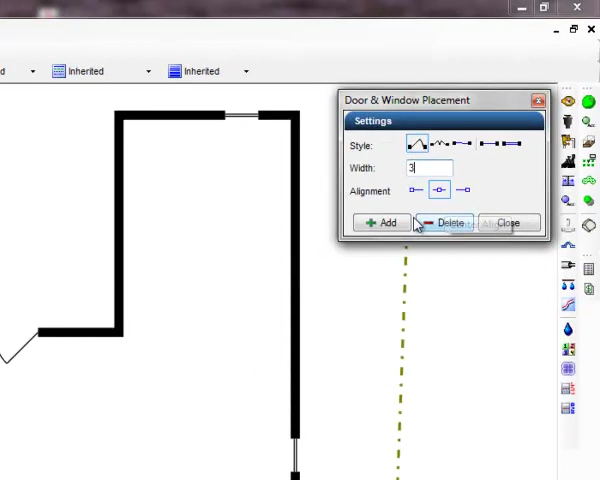 d
Inherited
Inherited
Door & Window Placement
Settings
Style:
Width:
3
Alignment
Add
Delete
Close